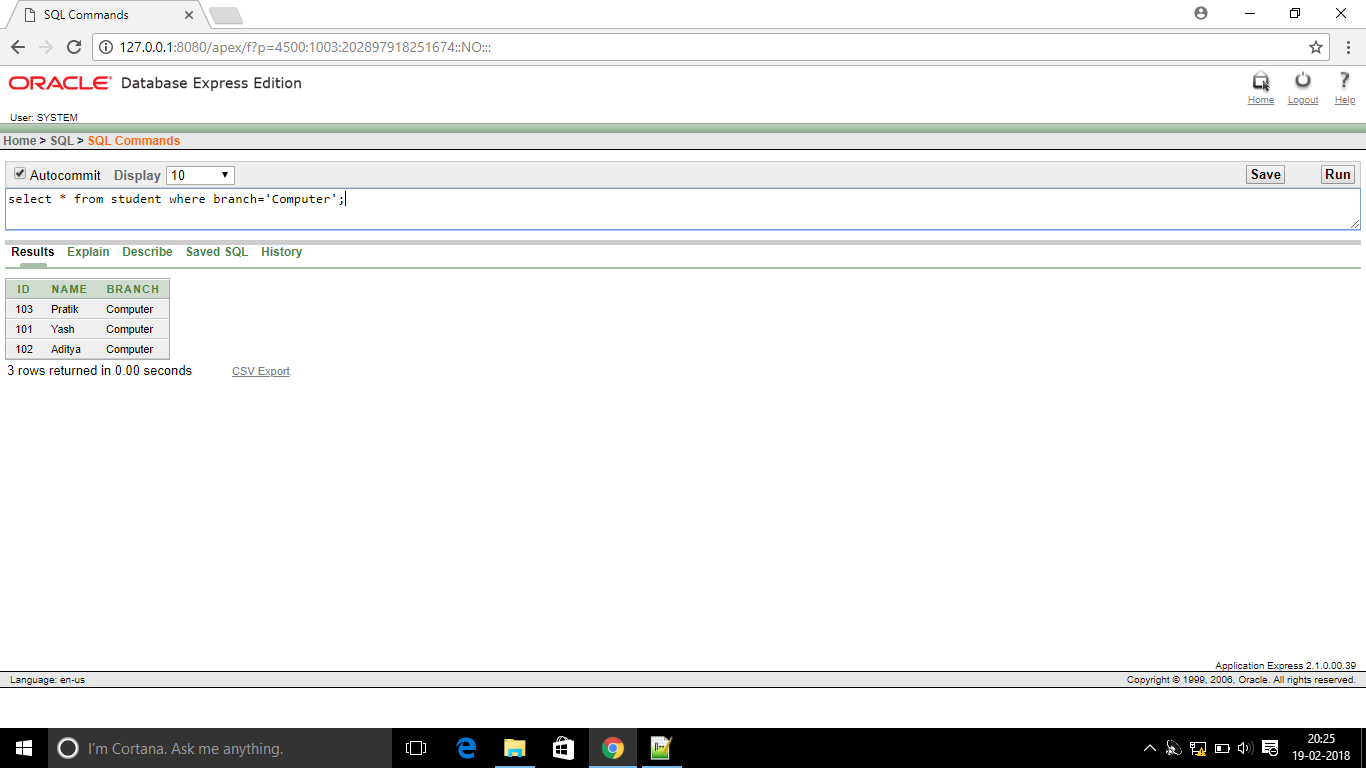 SQL Commands
127.0.0.1:8080/apex/f?p=4500:1003:202897918251674::NO:::
ORACLE Database Express Edition
Home Logout Help
User: SYSTEM
Home > SQL > SQL Commands
Autocommit Display 10 Save Run
select * from student where branch='Computer';
Results Explain Describe Saved SQL History
ID NAME BRANCH
103 Pratik Computer
101 Yash Computer
102 Aditya Computer
3 rows returned in 0.00 seconds CSV Export
Application Express 2.1.0.00.39
Language: en-us Copyright © 1999, 2006, Oracle. All rights reserved.
I'm Cortana. Ask me anything.
20:25
19-02-2018